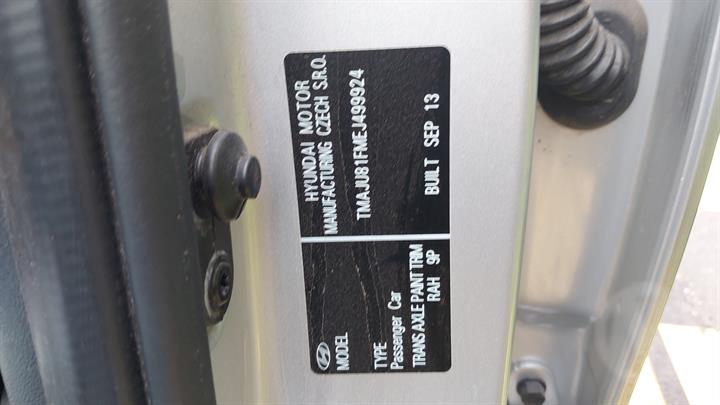 HYUNDAI MOTOR
MANUFACTURING CZECH S.R.O.
TMAJU81FMEJ499924
BUILT SEP 13
MODEL
TYPE
Passenger Car
TRANS AXLE PAINT TRIM
RAH 9P